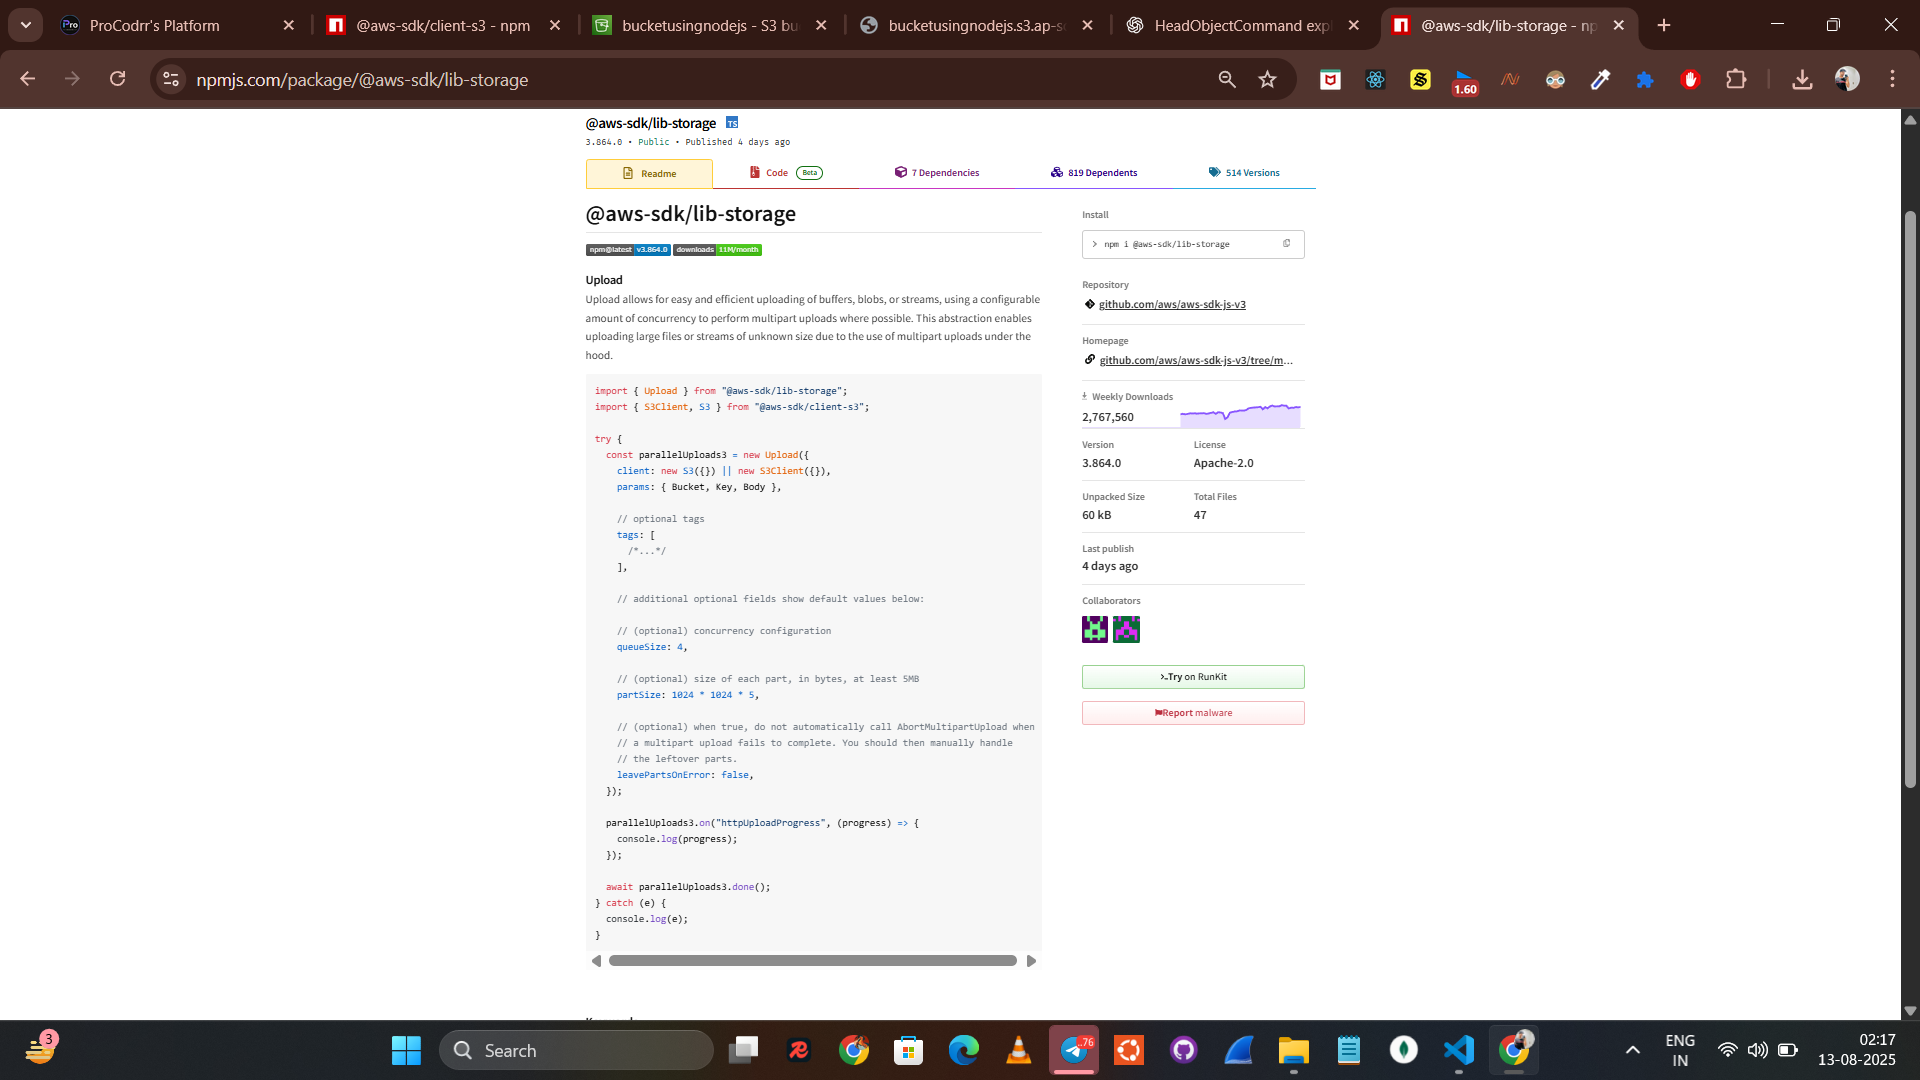 ProCodrr's Platform
@aws-sdk/client-s3 - npm
bucketusingnodejs - S3 bu
bucketusingnodejs.s3.ap-s
HeadObjectCommand exp
@aws-sdk/lib-storage - np
npmjs.com/package/@aws-sdk/lib-storage
1.60
@aws-sdk/lib-storage TS
3.864.0 • Public • Published 4 days ago
Readme
Code Beta
7 Dependencies
819 Dependents
514 Versions
@aws-sdk/lib-storage
npm@latest v3.864.0 downloads 11M/month
Upload
Upload allows for easy and efficient uploading of buffers, blobs, or streams, using a configurable
amount of concurrency to perform multipart uploads where possible. This abstraction enables
uploading large files or streams of unknown size due to the use of multipart uploads under the
hood.
import { Upload } from "@aws-sdk/lib-storage";
import { S3Client, S3 } from "@aws-sdk/client-s3";
try {
const parallelUploads3 = new Upload({
client: new S3({}) || new S3Client({}),
params: { Bucket, Key, Body },
// optional tags
tags: [
/*...*/
],
// additional optional fields show default values below:
// (optional) concurrency configuration
queueSize: 4,
// (optional) size of each part, in bytes, at least 5MB
partSize: 1024 * 1024 * 5,
// (optional) when true, do not automatically call AbortMultipartUpload when
// a multipart upload fails to complete. You should then manually handle
// the leftover parts.
leavePartsOnError: false,
});
parallelUploads3.on("httpUploadProgress", (progress) => {
console.log(progress);
});
await parallelUploads3.done();
} catch (e) {
console.log(e);
}
Install
> npm i @aws-sdk/lib-storage
Repository
github.com/aws/aws-sdk-js-v3
Homepage
github.com/aws/aws-sdk-js-v3/tree/m...
Weekly Downloads
2,767,560
Version
3.864.0
License
Apache-2.0
Unpacked Size
60 kB
Total Files
47
Last publish
4 days ago
Collaborators
>_Try on RunKit
Report malware
3
Search
..76
ENG
IN
02:17
13-08-2025